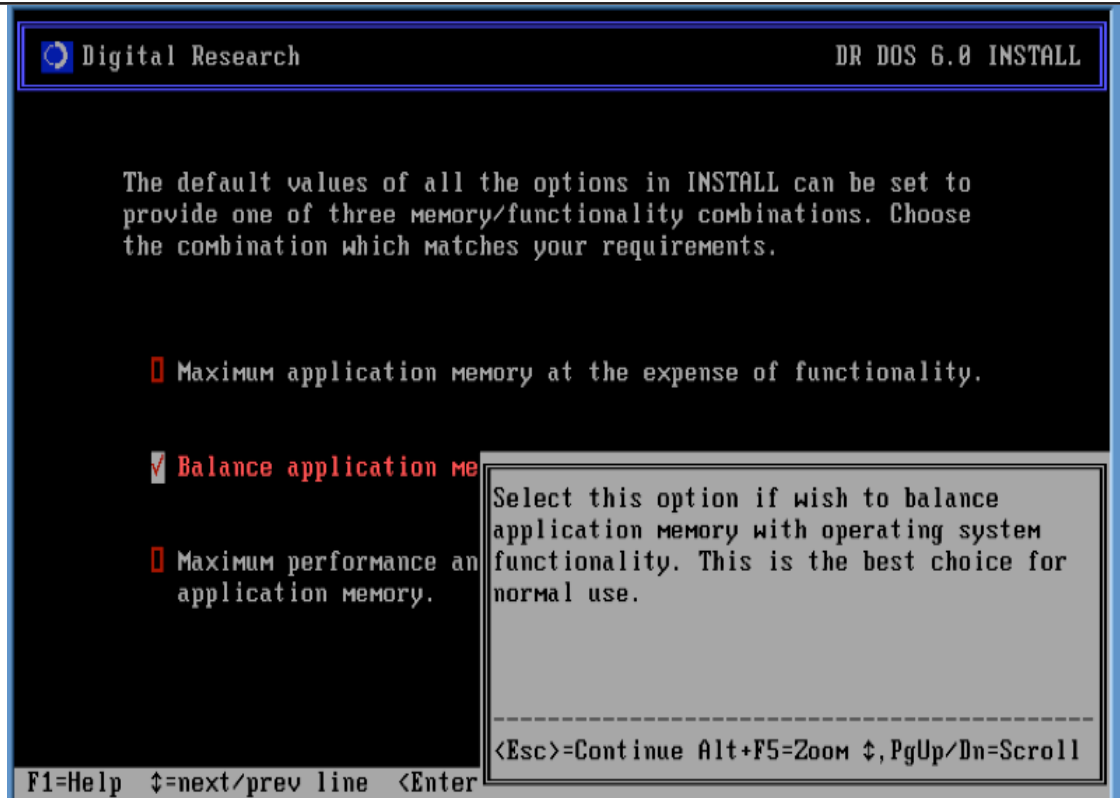 Digital Research
DR DOS 6.0 INSTALL
The default values of all the options in INSTALL can be set to
provide one of three memory/functionality combinations. Choose
the combination which matches your requirements.
Maximum application memory at the expense of functionality.
√ Balance application me
Maximum performance an
application memory.
Select this option if wish to balance
application memory with operating system
functionality. This is the best choice for
normal use.
<Esc>=Continue Alt+F5=Zoom ↕,PgUp/Dn=Scroll
F1=Help ↕=next/prev line <Enter